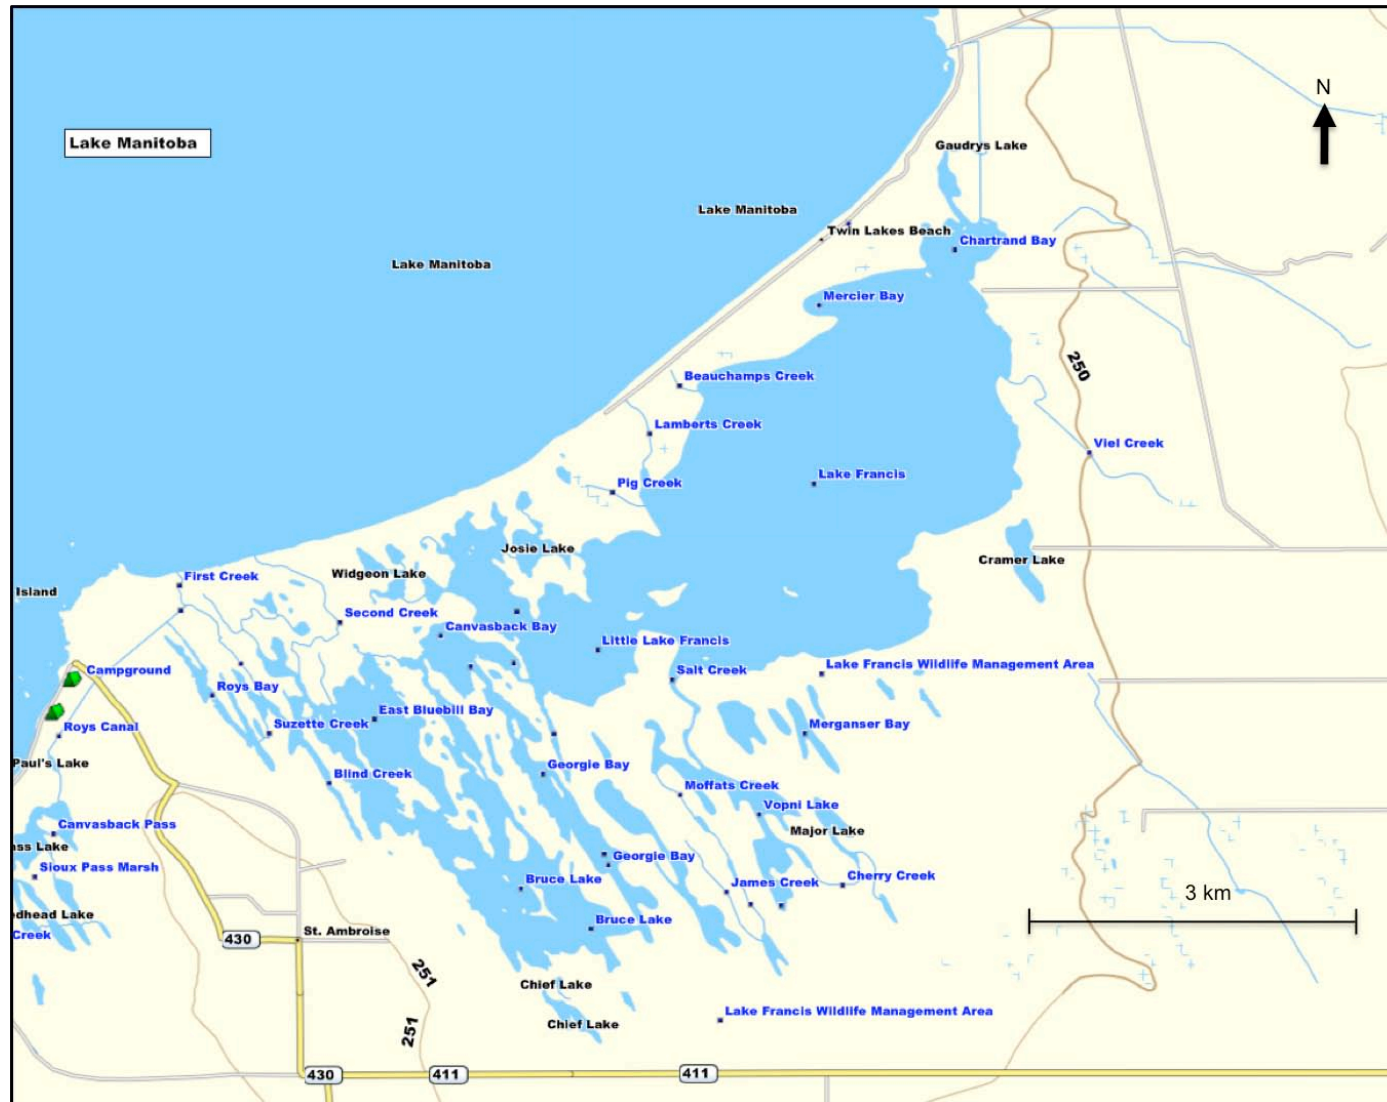 N
Lake Manitoba
Gaudrys Lake
Lake Manitoba
Twin Lakes Beach
Chartrand Bay
Lake Manitoba
Mercier Bay
250
Beauchamps Creek
Lamberts Creek
Viel Creek
Lake Francis
Pig Creek
Josie Lake
Cramer Lake
Widgeon Lake
First Creek
Island
Second Creek
Canvasback Bay
Little Lake Francis
Lake Francis Wildlife Management Area
Campground
Salt Creek
Roys Bay
East Bluebill Bay
Suzette Creek
Merganser Bay
Roys Canal
Paul's Lake
Georgie Bay
Blind Creek
Moffats Creek
Vopni Lake
Canvasback Pass
Major Lake
ass Lake
Georgie Bay
Sioux Pass Marsh
Bruce Lake
James Creek
Cherry Creek
3 km
edhead Lake
Bruce Lake
Creek
430
St. Ambroise
251
Chief Lake
Lake Francis Wildlife Management Area
Chief Lake
251
430
411
411